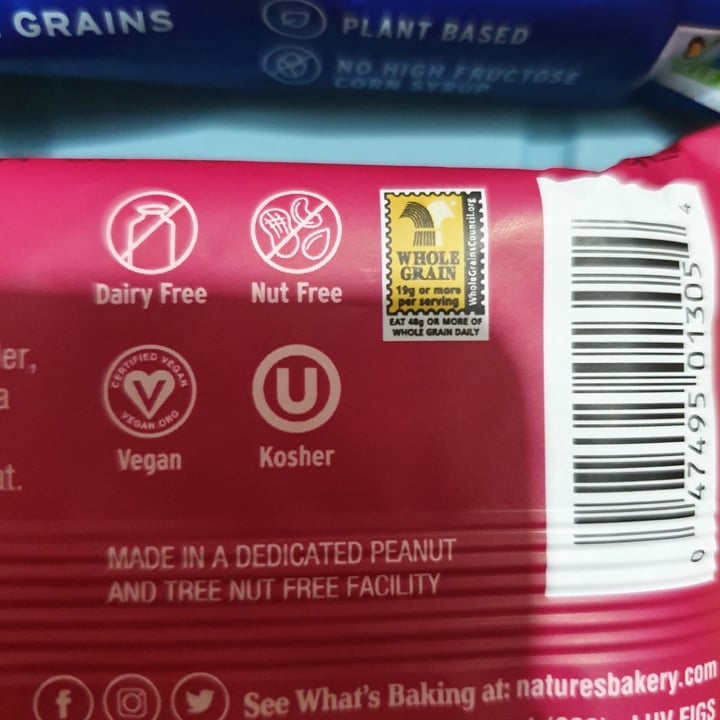 GRAINS
PLANT BASED
NO HIGH FRUCTOSE
CORN SYRUP
Dairy Free
Nut Free
WHOLE
GRAIN
19g or more
per serving
WholeGrainsCouncil.org
EAT 48g OR MORE OF
WHOLE GRAIN DAILY
CERTIFIED VEGAN
VEGAN.ORG
Vegan
U
Kosher
MADE IN A DEDICATED PEANUT
AND TREE NUT FREE FACILITY
0 47495 01305 4
f
See What's Baking at: naturesbakery.com
FIGS